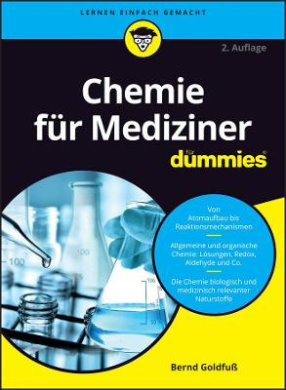 LERNEN EINFACH GEMACHT
2. Auflage
Chemie
für Mediziner
für
dummies
Von
Atomaufbau bis
Reaktionsmechanismen
Allgemeine und organische
Chemie: Lösungen, Redox,
Aldehyde und Co.
Die Chemie biologisch und
medizinisch relevanter
Naturstoffe
Bernd Goldfuß